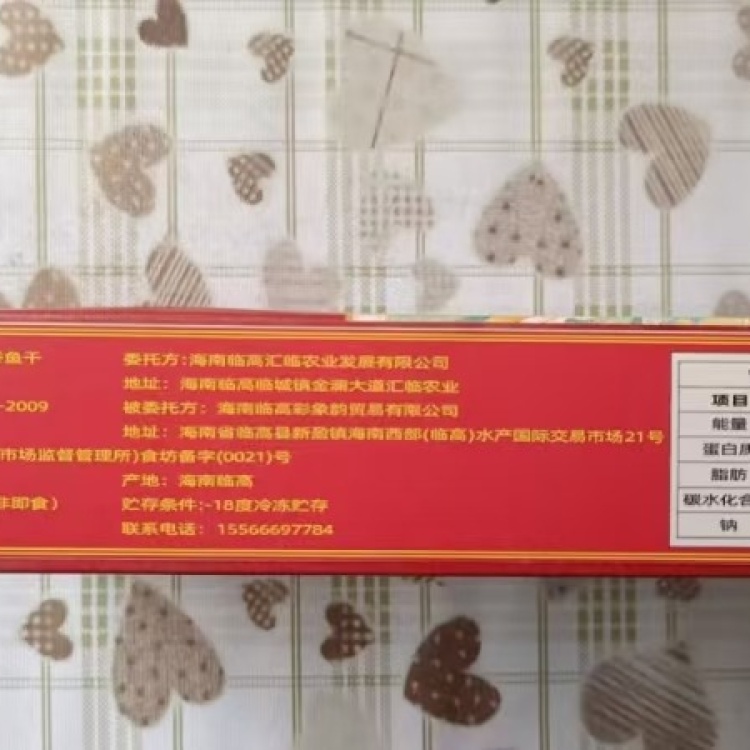 鱼干
委托方:海南临高汇临农业发展有限公司
地址：海南临高临城镇金澜大道汇临农业
-2009
被委托方：海南临高彩象韵贸易有限公司
地址：海南省临高县新盈镇海南西部(临高)水产国际交易市场21号
市场监督管理所)食坊备字(0021)号
产地：海南临高
非即食）
贮存条件:-18度冷冻贮存
联系电话：15566697784
项目
能量
蛋白质
脂肪
碳水化合
钠